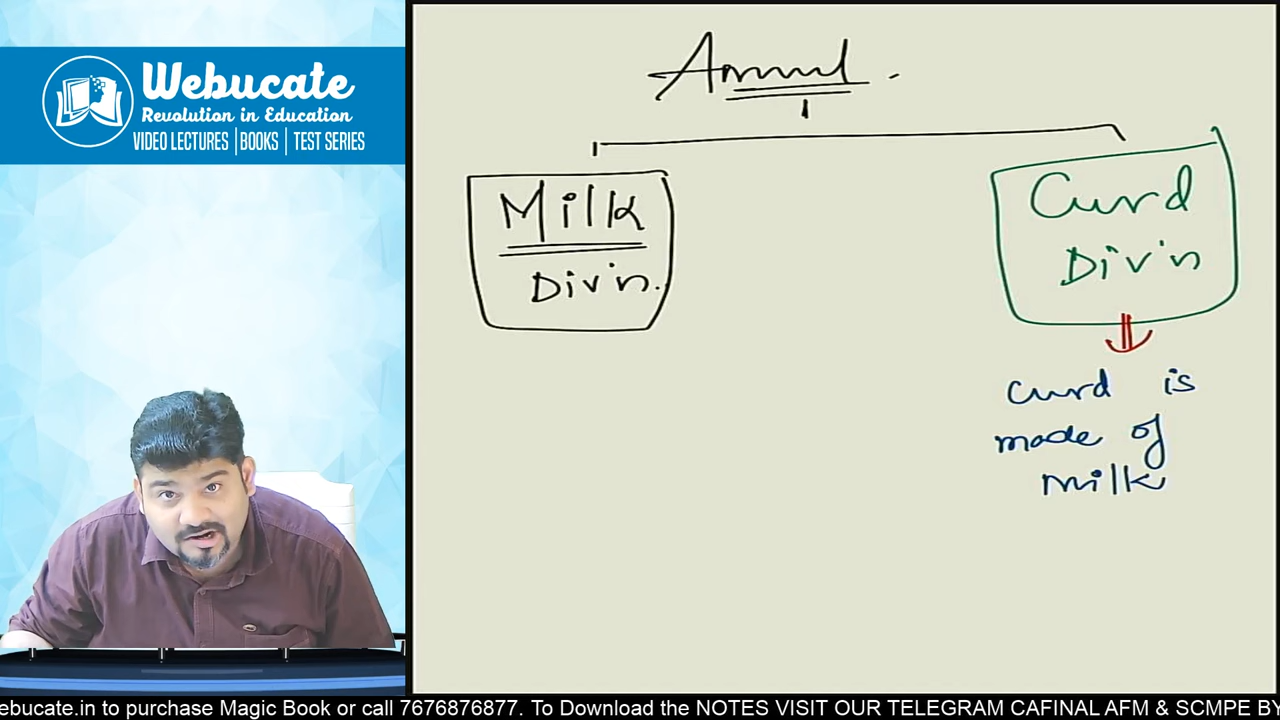 Webucate
Revolution in Education
VIDEO LECTURES | BOOKS | TEST SERIES
Amul.
Milk
Div'n.
Curd
Div'n
curd is
made of
milk
ebucate.in to purchase Magic Book or call 7676876877. To Download the NOTES VISIT OUR TELEGRAM CAFINAL AFM & SCMPE BY